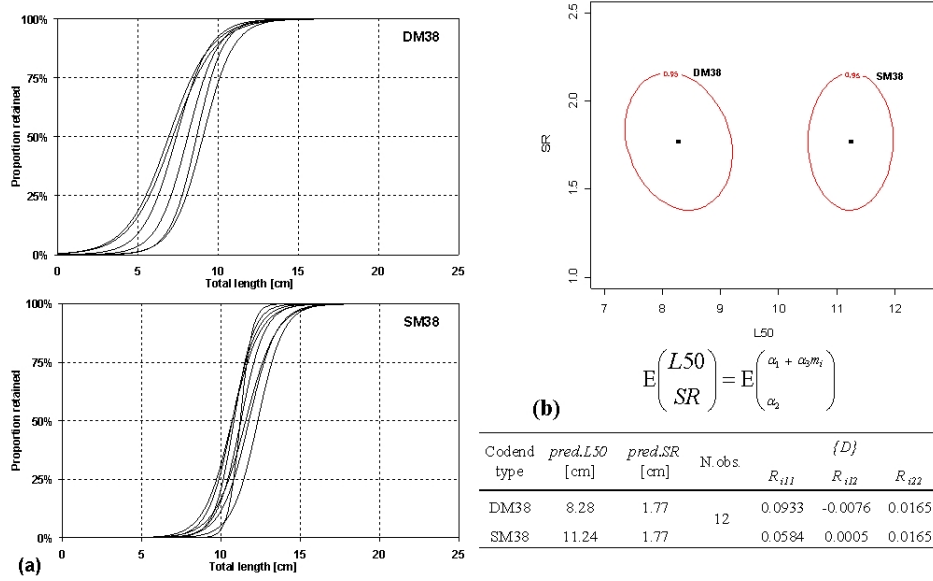 100%
75%
50%
25%
0%
Proportion retained
DM38
0 5 10 15 20 25
Total length [cm]
100%
75%
50%
25%
0%
Proportion retained
SM38
0 5 10 15 20 25
Total length [cm]
(a)
2.5
2.0
1.5
1.0
SR
0.95 DM38
0.95 SM38
7 8 9 10 11 12
L50
E(L50 SR) = E(α1 + α3mi α2)
(b)
Codend type pred.L50 [cm] pred.SR [cm] N.obs. {D}
Ri11 Ri12 Ri22
DM38 8.28 1.77 12 0.0933 -0.0076 0.0165
SM38 11.24 1.77 0.0584 0.0005 0.0165